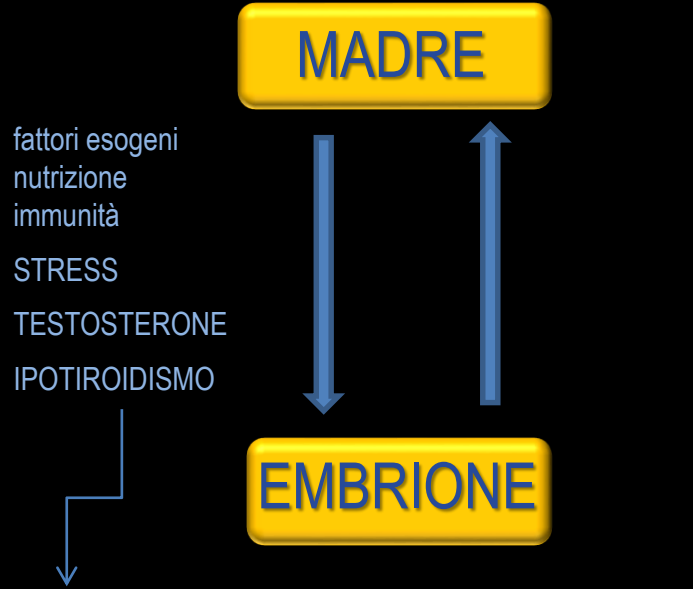 MADRE
fattori esogeni
nutrizione
immunità
STRESS
TESTOSTERONE
IPOTIROIDISMO
EMBRIONE